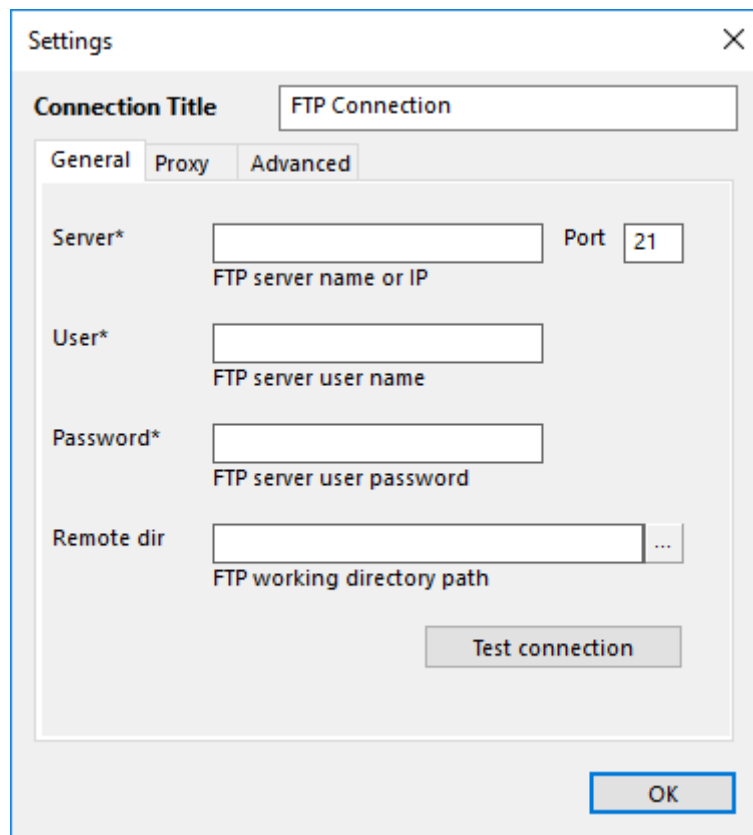 Settings
Connection Title FTP Connection
General Proxy Advanced
Server* Port 21
FTP server name or IP
User*
FTP server user name
Password*
FTP server user password
Remote dir ...
FTP working directory path
Test connection
OK